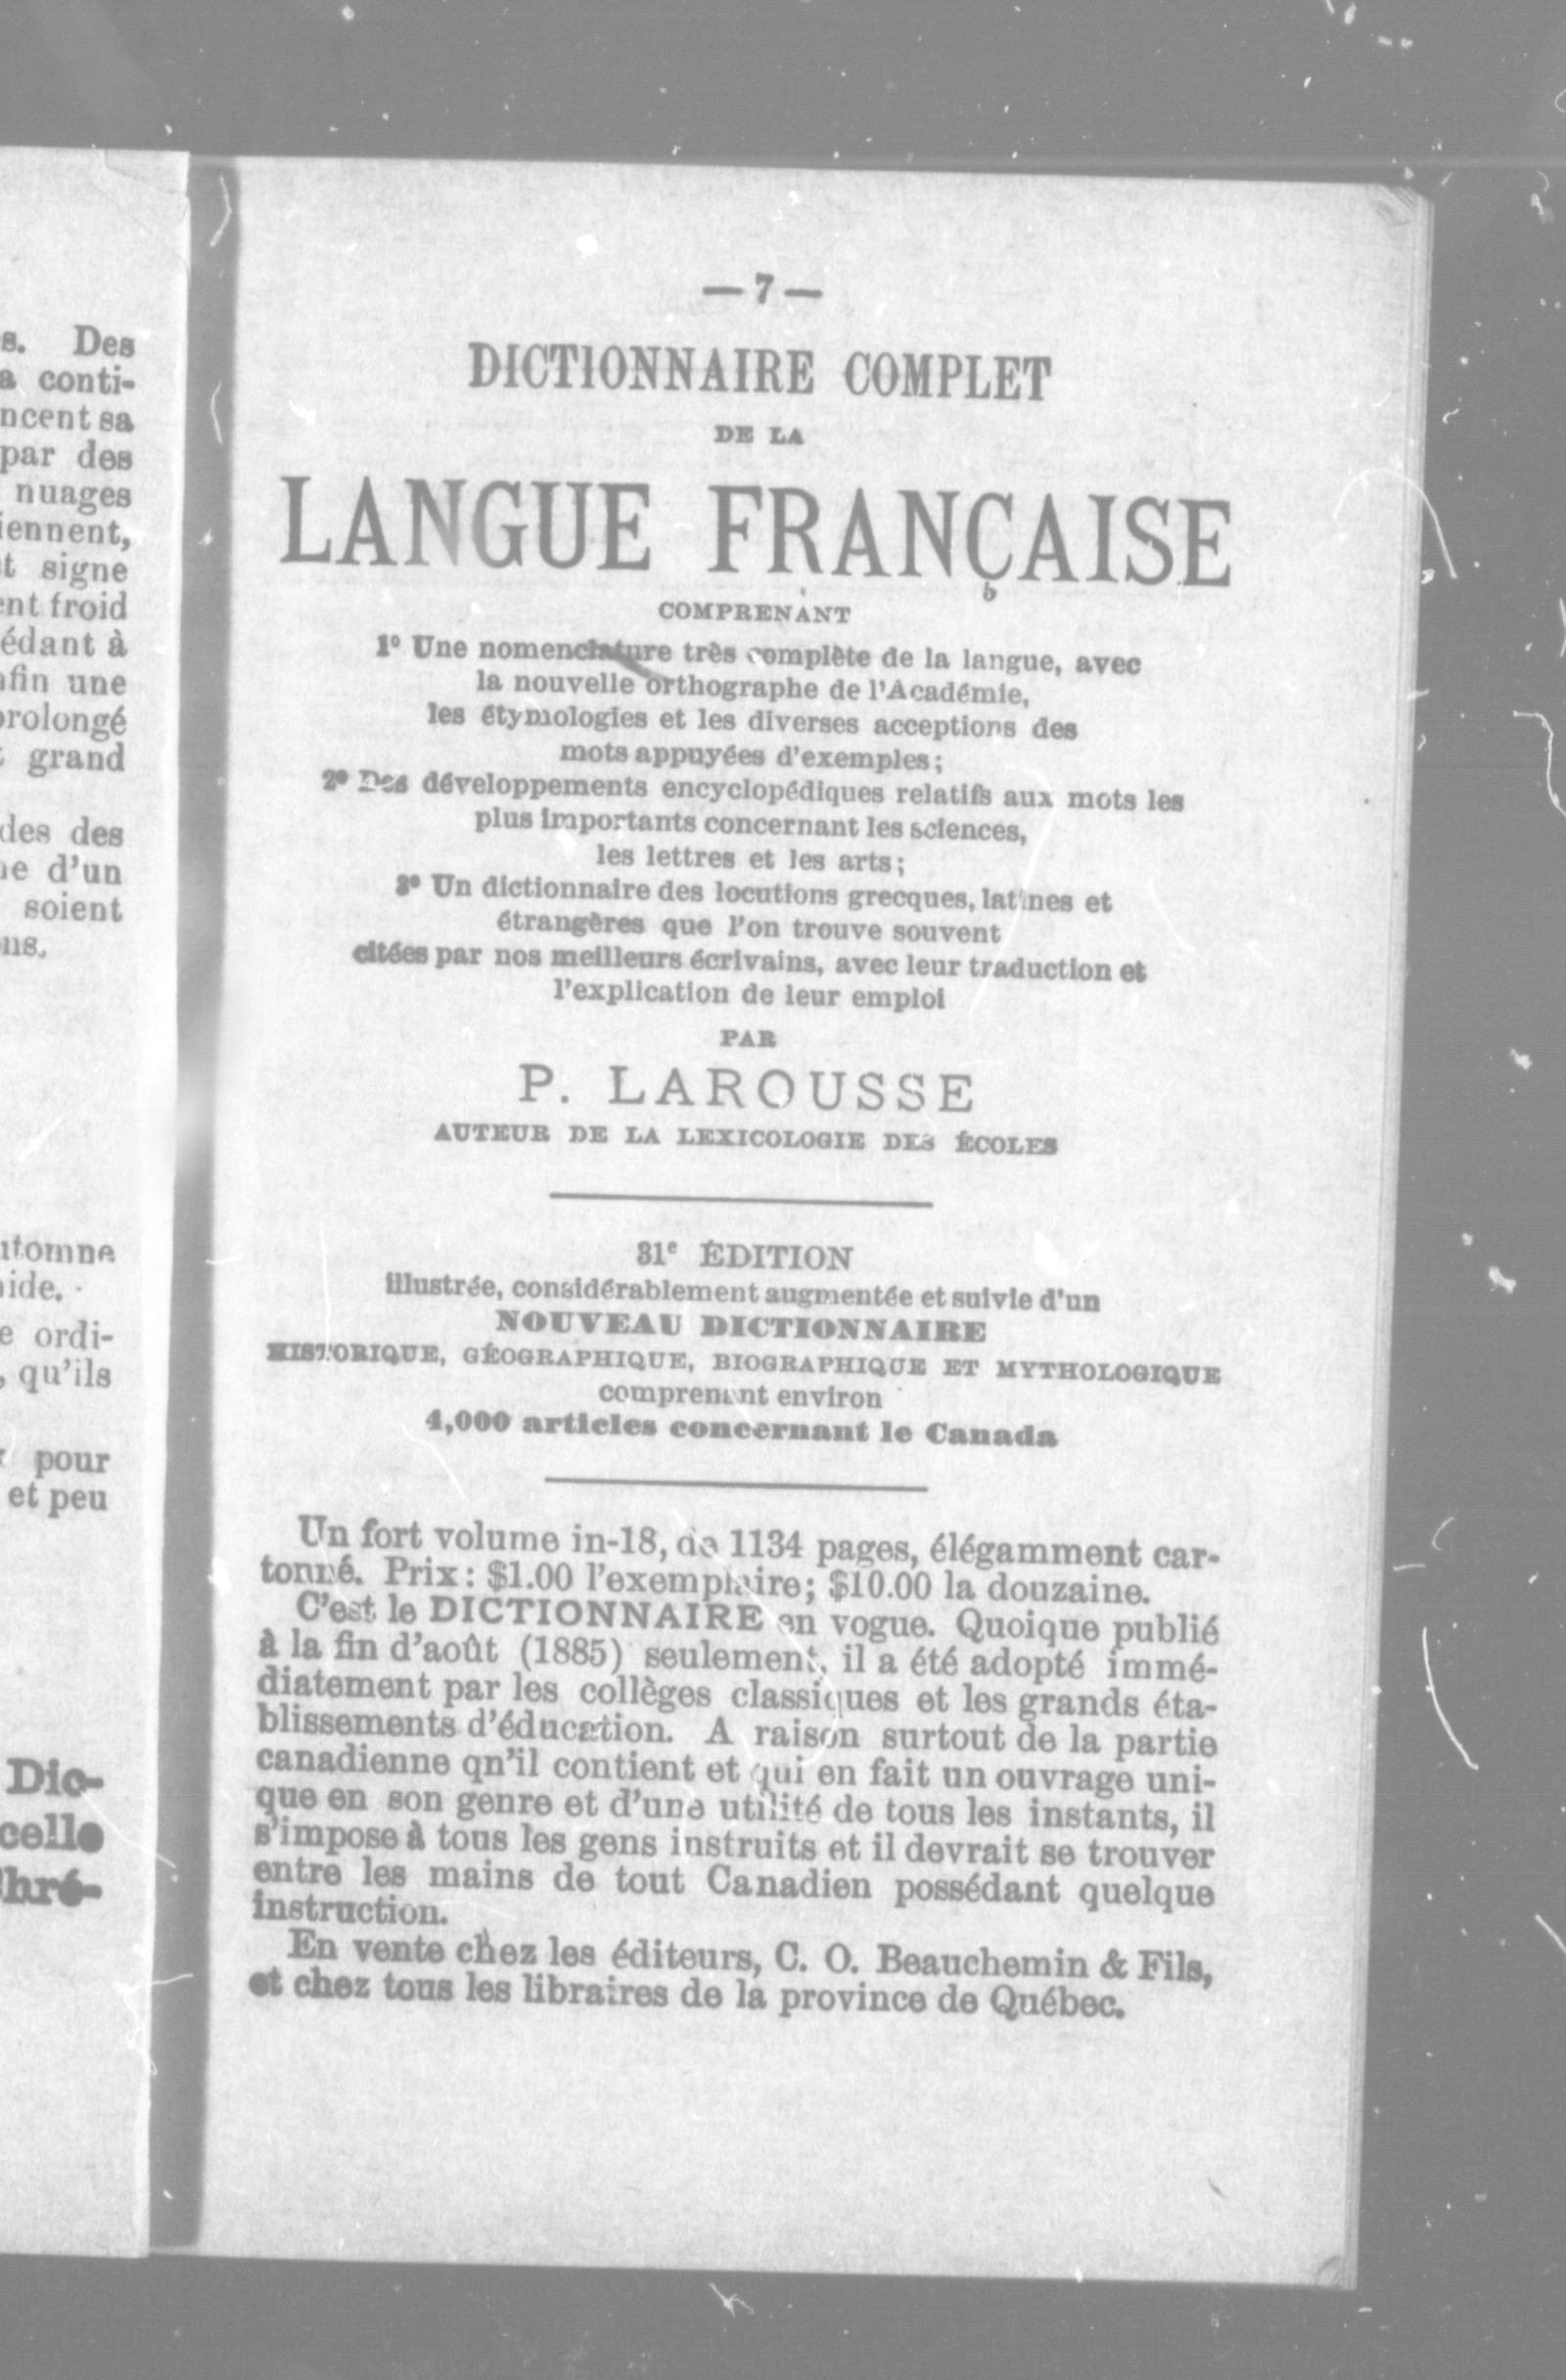 s. Des
a conti-
ncent sa
par des
nuages
iennent,
t signe
ent froid
édant à
fin une
prolongé
grand
des des
d'un
soient
ns.
utomne
ide.
e ordi-
, qu'ils
pour
et peu
Dic-
celle
hré-
— 7 —
DICTIONNAIRE COMPLET
DE LA
LANGUE FRANÇAISE
COMPRENANT
1º Une nomenclature très complète de la langue, avec
la nouvelle orthographe de l'Académie,
les étymologies et les diverses acceptions des
mots appuyées d'exemples;
2º Des développements encyclopédiques relatifs aux mots les
plus importants concernant les sciences,
les lettres et les arts;
3º Un dictionnaire des locutions grecques, latines et
étrangères que l'on trouve souvent
citées par nos meilleurs écrivains, avec leur traduction et
l'explication de leur emploi
PAR
P. LAROUSSE
AUTEUR DE LA LEXICOLOGIE DES ÉCOLES
31e ÉDITION
illustrée, considérablement augmentée et suivie d'un
NOUVEAU DICTIONNAIRE
HISTORIQUE, GÉOGRAPHIQUE, BIOGRAPHIQUE ET MYTHOLOGIQUE
comprenant environ
4,000 articles concernant le Canada
Un fort volume in-18, de 1134 pages, élégamment car-
tonné. Prix: $1.00 l'exemplaire; $10.00 la douzaine.
C'est le DICTIONNAIRE en vogue. Quoique publié
à la fin d'août (1885) seulement, il a été adopté immé-
diatement par les collèges classiques et les grands éta-
blissements d'éducation. A raison surtout de la partie
canadienne qn'il contient et qui en fait un ouvrage uni-
que en son genre et d'une utilité de tous les instants, il
s'impose à tous les gens instruits et il devrait se trouver
entre les mains de tout Canadien possédant quelque
instruction.
En vente chez les éditeurs, C. O. Beauchemin & Fils,
et chez tous les libraires de la province de Québec.